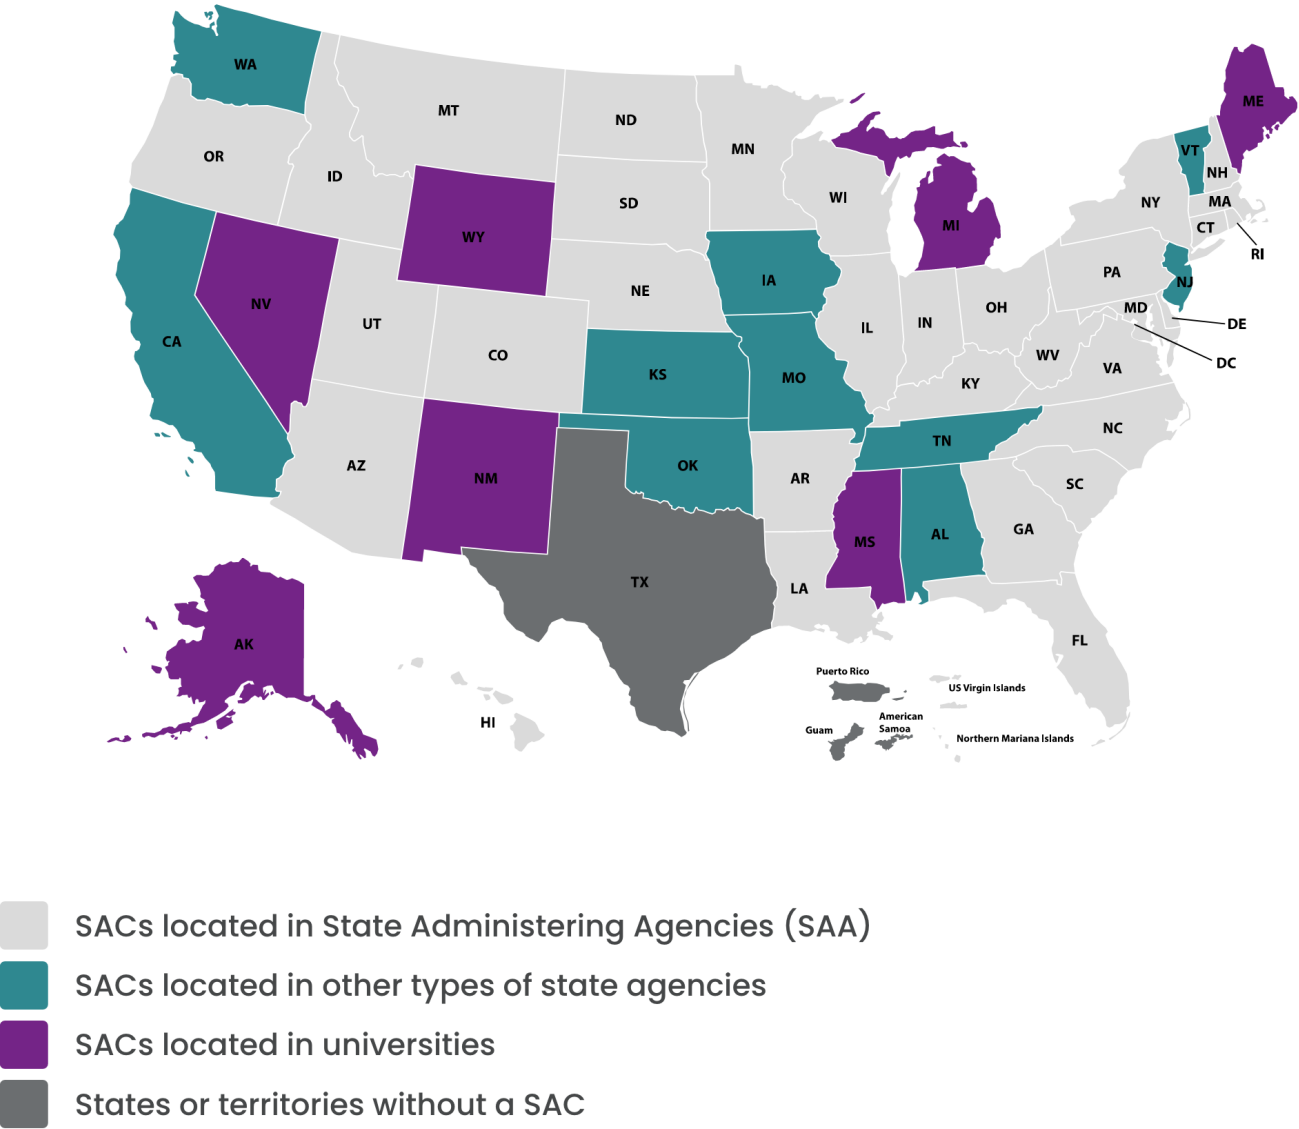 WA
MT
ND
MN
OR
ID
SD
WI
WY
MI
NY
VT
NH
ME
MA
CT
RI
NV
CA
UT
CO
NE
IA
IL
IN
OH
PA
NJ
MD
DE
DC
WV
VA
KS
MO
KY
NC
TN
AZ
NM
OK
AR
SC
MS
AL
GA
TX
LA
FL
AK
HI
Puerto Rico
US Virgin Islands
Guam
American
Samoa
Northern Mariana Islands
SACs located in State Administering Agencies (SAA)
SACs located in other types of state agencies
SACs located in universities
States or territories without a SAC